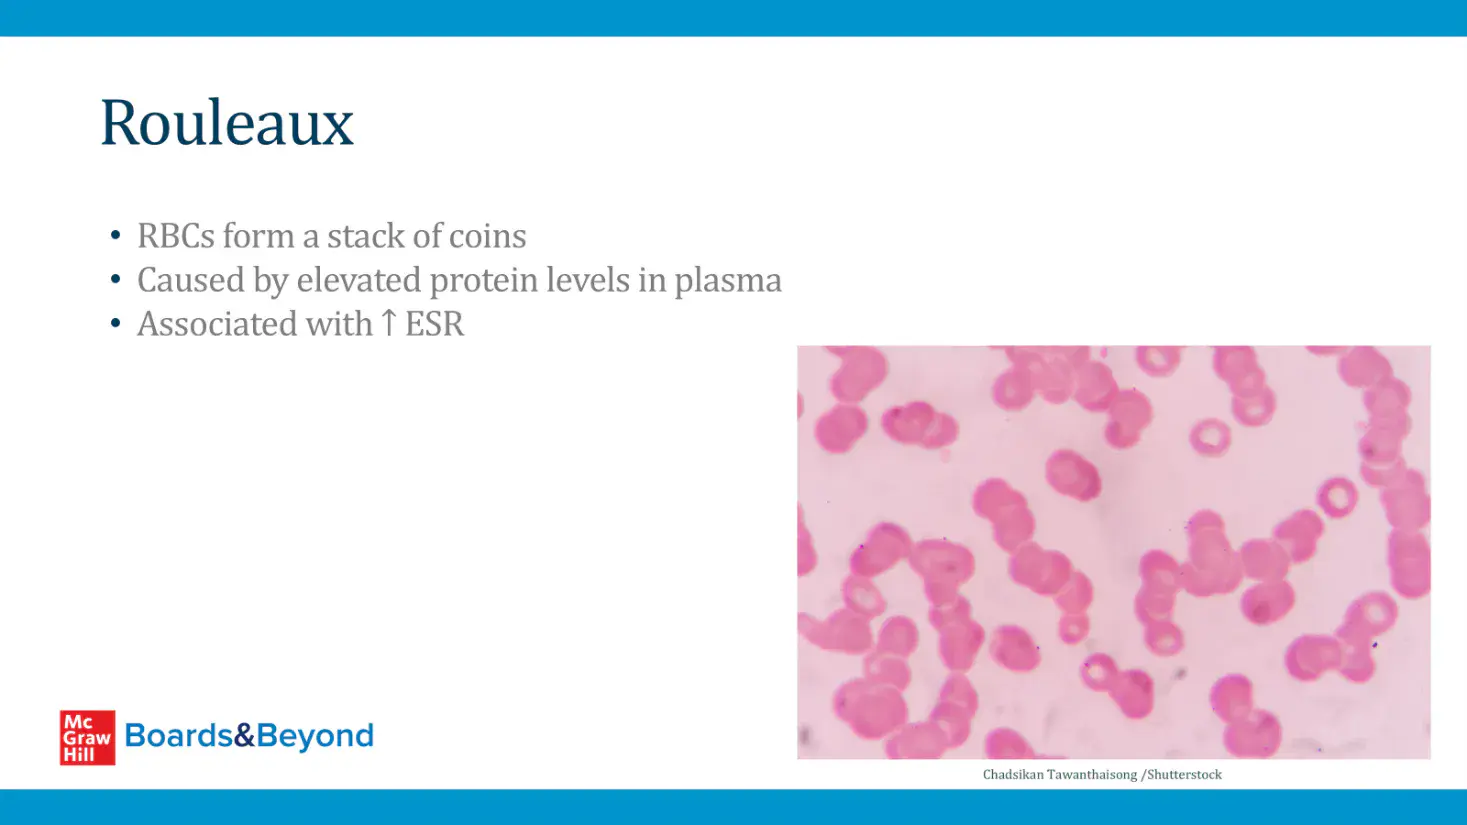 Rouleaux
• RBCs form a stack of coins
• Caused by elevated protein levels in plasma
• Associated with ↑ ESR
Mc
Graw
Hill
Boards&Beyond
Chadsikan Tawanthaisong /Shutterstock